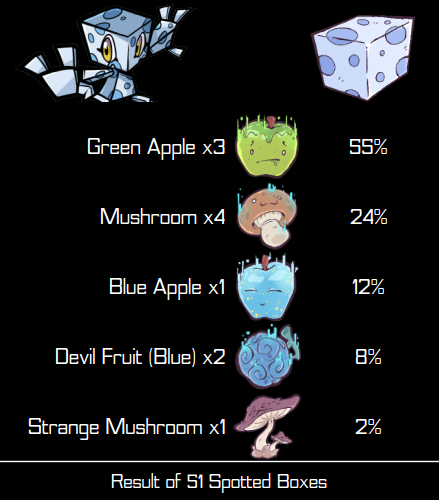 Green Apple x3 55%
Mushroom x4 24%
Blue Apple x1 12%
Devil Fruit (Blue) x2 8%
Strange Mushroom x1 2%
Result of 51 Spotted Boxes